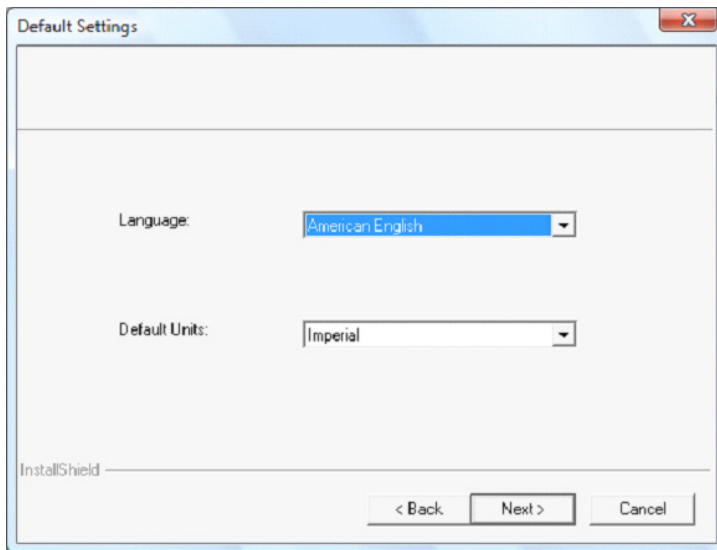 Default Settings
Language: American English
Default Units: Imperial
InstallShield
< Back Next > Cancel